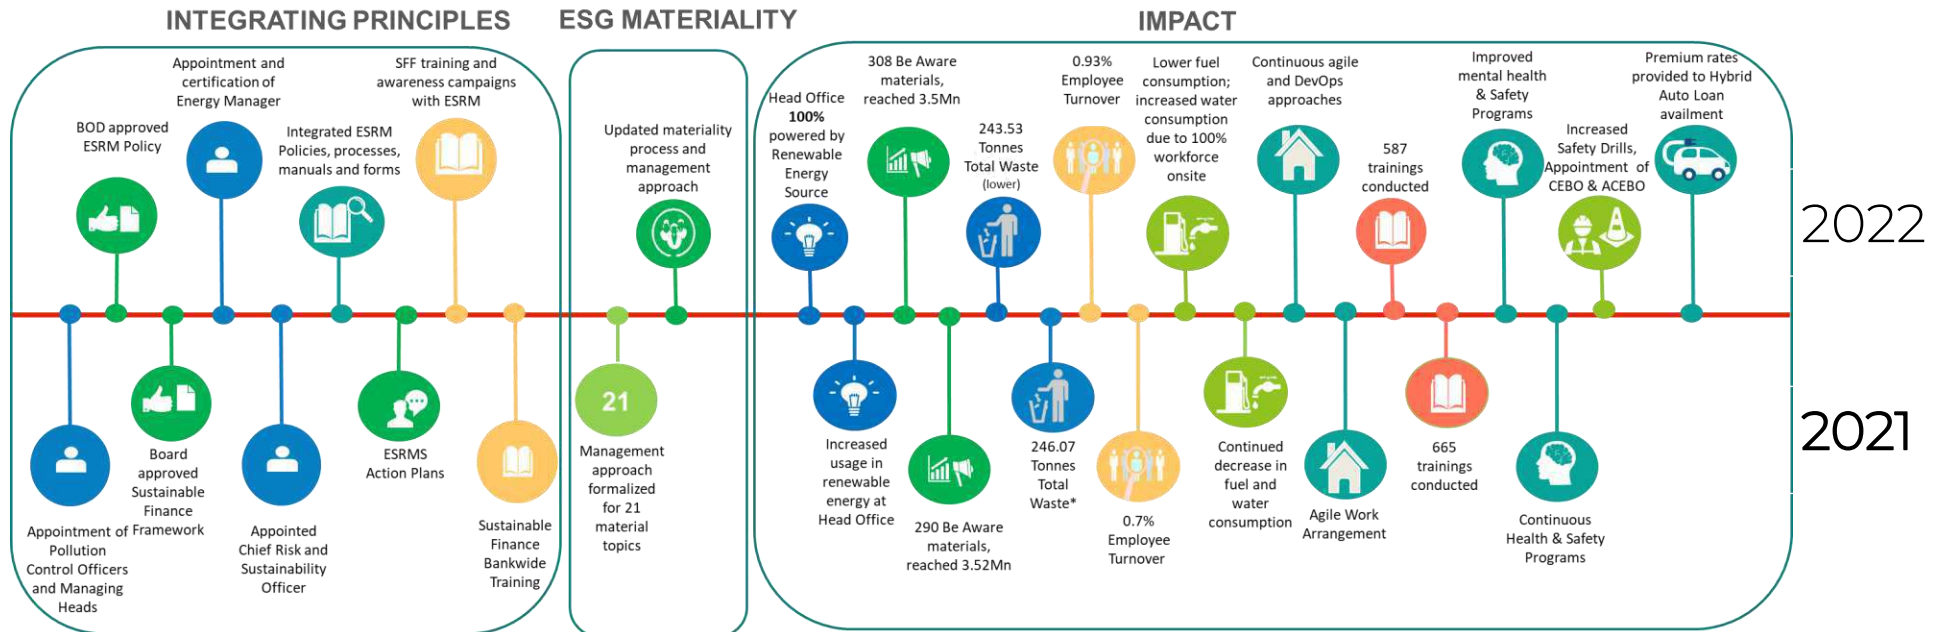 INTEGRATING PRINCIPLES
ESG MATERIALITY
IMPACT
BOD approved
ESRM Policy
Appointment and
certification of
Energy Manager
Integrated ESRM
Policies, processes,
manuals and forms
SFF training and
awareness campaigns
with ESRM
Updated materiality
process and
management
approach
Head Office
100%
powered by
Renewable
Energy
Source
308 Be Aware
materials,
reached 3.5Mn
243.53
Tonnes
Total Waste
(lower)
0.93%
Employee
Turnover
Lower fuel
consumption;
increased water
consumption
due to 100%
workforce
onsite
Continuous agile
and DevOps
approaches
587
trainings
conducted
Improved
mental health
& Safety
Programs
Increased
Safety Drills,
Appointment of
CEBO & ACEBO
Premium rates
provided to Hybrid
Auto Loan
availment
2022
Appointment of
Pollution
Control Officers
and Managing
Heads
Board
approved
Sustainable
Finance
Framework
Appointed
Chief Risk and
Sustainability
Officer
ESRMS
Action Plans
Sustainable
Finance
Bankwide
Training
21
Management
approach
formalized
for 21
material
topics
Increased
usage in
renewable
energy at
Head Office
290 Be Aware
materials,
reached 3.52Mn
246.07
Tonnes
Total
Waste*
0.7%
Employee
Turnover
Continued
decrease in
fuel and
water
consumption
Agile Work
Arrangement
665
trainings
conducted
Continuous
Health & Safety
Programs
2021